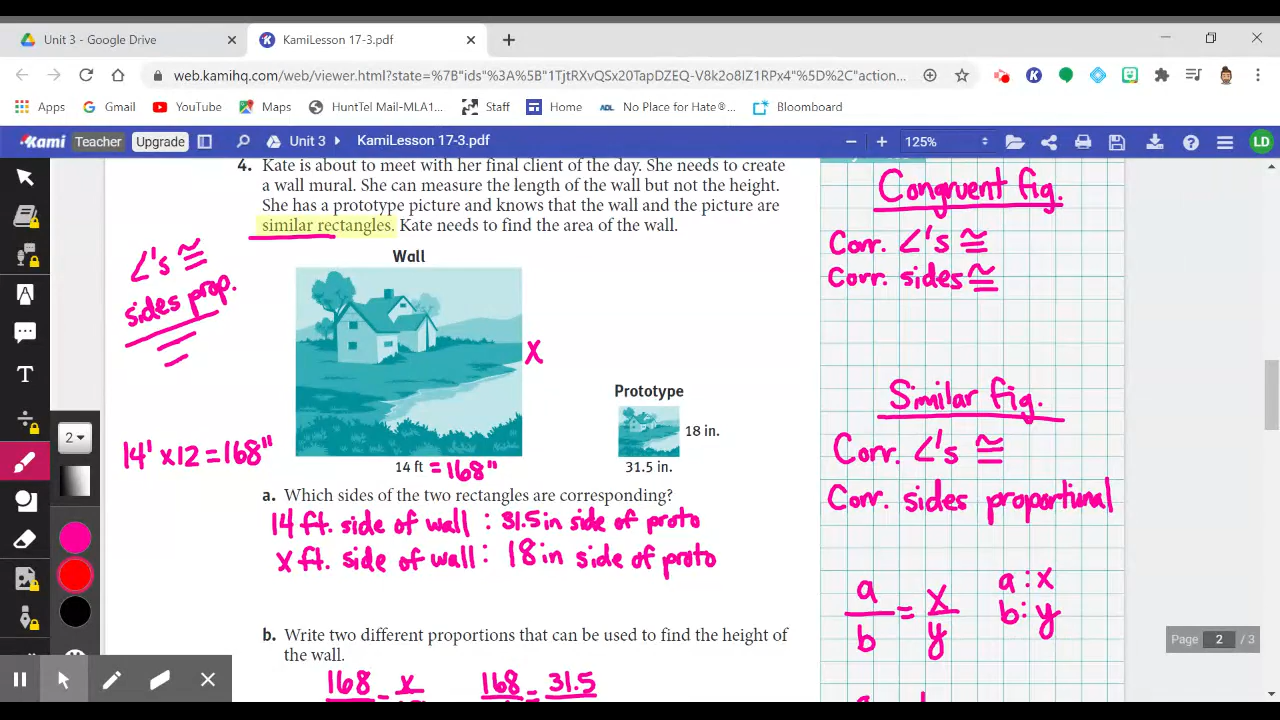 Unit 3 - Google Drive
KamiLesson 17-3.pdf
web.kamihq.com/web/viewer.html?state=%7B"ids"%3A%5B"1TjtRXvQSx20TapDZEQ-V8k2o8IZ1RPx4"%5D%2C"action...
Apps
Gmail
YouTube
Maps
HuntTel Mail-MLA1...
Staff
Home
ADL
No Place for Hate®...
Bloomboard
Kami
Teacher
Upgrade
Unit 3
KamiLesson 17-3.pdf
125%
LD
4. Kate is about to meet with her final client of the day. She needs to create
a wall mural. She can measure the length of the wall but not the height.
She has a prototype picture and knows that the wall and the picture are
similar rectangles. Kate needs to find the area of the wall.
∠'s ≅
sides prop.
Wall
X
Prototype
18 in.
31.5 in.
14' x 12 = 168"
14 ft = 168"
a. Which sides of the two rectangles are corresponding?
14 ft. side of wall : 31.5 in side of proto
x ft. side of wall : 18 in side of proto
b. Write two different proportions that can be used to find the height of
the wall.
168 = x
168 = 31.5
Congruent fig.
Corr. ∠'s ≅
Corr. sides ≅
Similar fig.
Corr. ∠'s ≅
Corr. sides proportional
a/b = x/y
a : x
b : y
Page 2 / 3
2